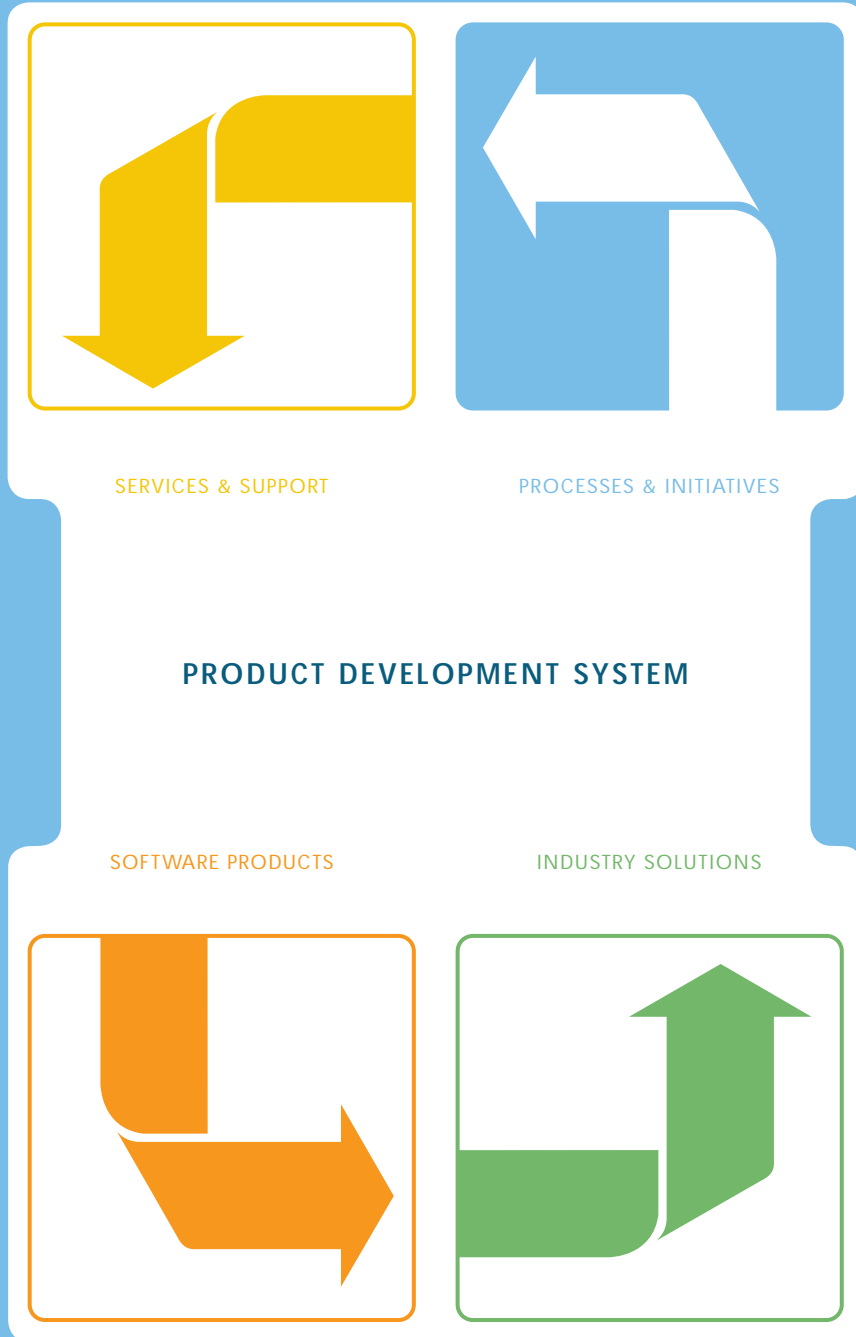 SERVICES & SUPPORT
PROCESSES & INITIATIVES
PRODUCT DEVELOPMENT SYSTEM
SOFTWARE PRODUCTS
INDUSTRY SOLUTIONS